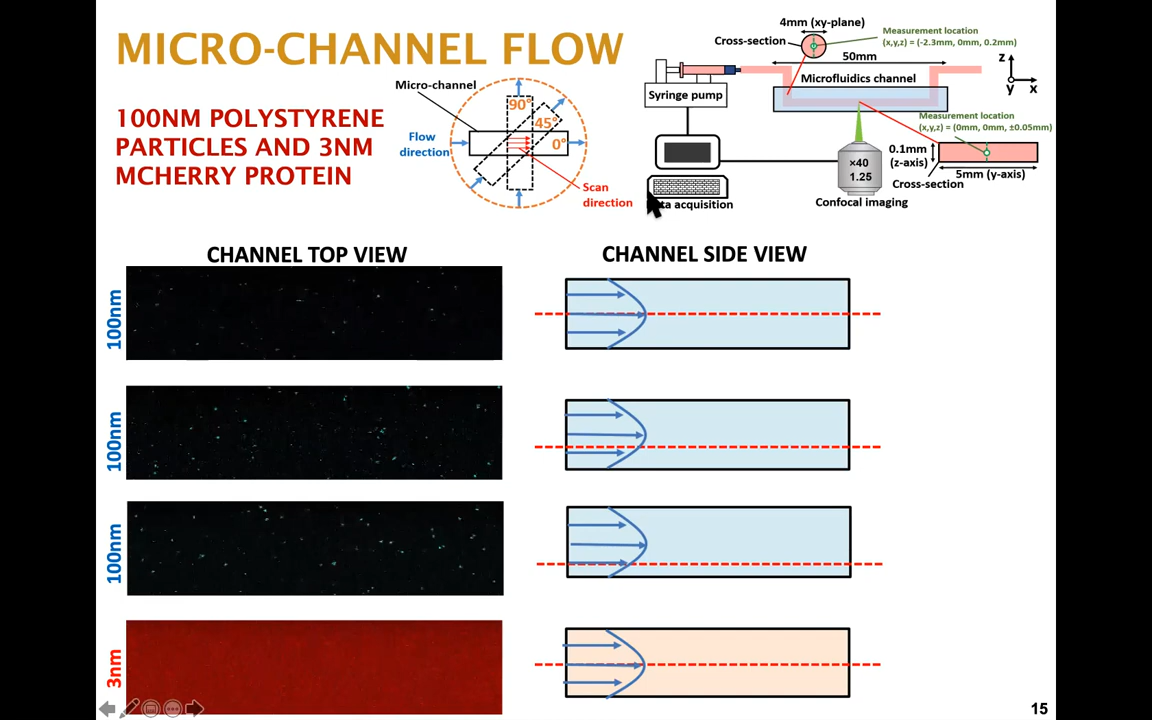 MICRO-CHANNEL FLOW
100NM POLYSTYRENE
PARTICLES AND 3NM
MCHERRY PROTEIN
Micro-channel
Flow
direction
90°
45°
0°
Scan
direction
4mm (xy-plane)
Cross-section
Measurement location
(x,y,z) = (-2.3mm, 0mm, 0.2mm)
50mm
Microfluidics channel
Syringe pump
z
y
x
Measurement location
(x,y,z) = (0mm, 0mm, ±0.05mm)
0.1mm
(z-axis)
×40
1.25
5mm (y-axis)
Cross-section
Confocal imaging
acquisition
CHANNEL TOP VIEW
CHANNEL SIDE VIEW
100nm
100nm
100nm
3nm
15